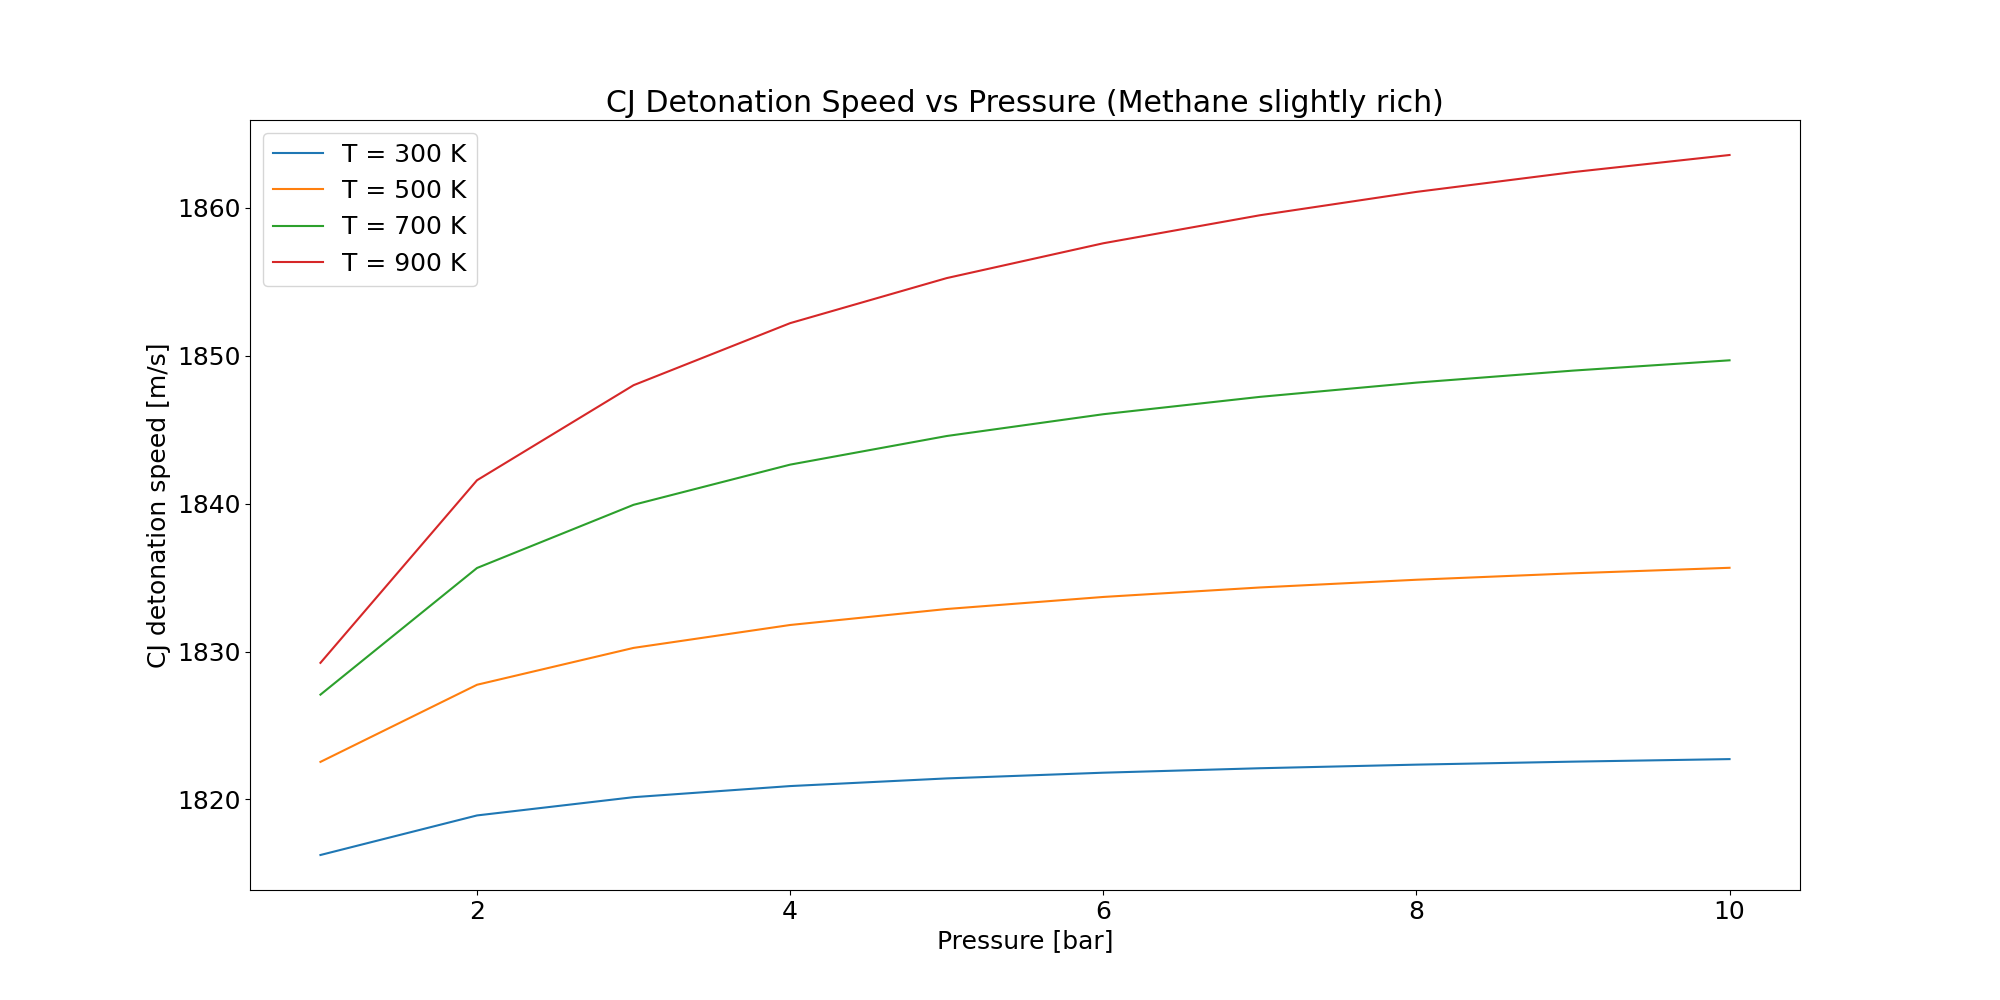 CJ Detonation Speed vs Pressure (Methane slightly rich)
T = 300 K
T = 500 K
T = 700 K
T = 900 K
1860
1850
1840
1830
1820
CJ detonation speed [m/s]
2 4 6 8 10
Pressure [bar]